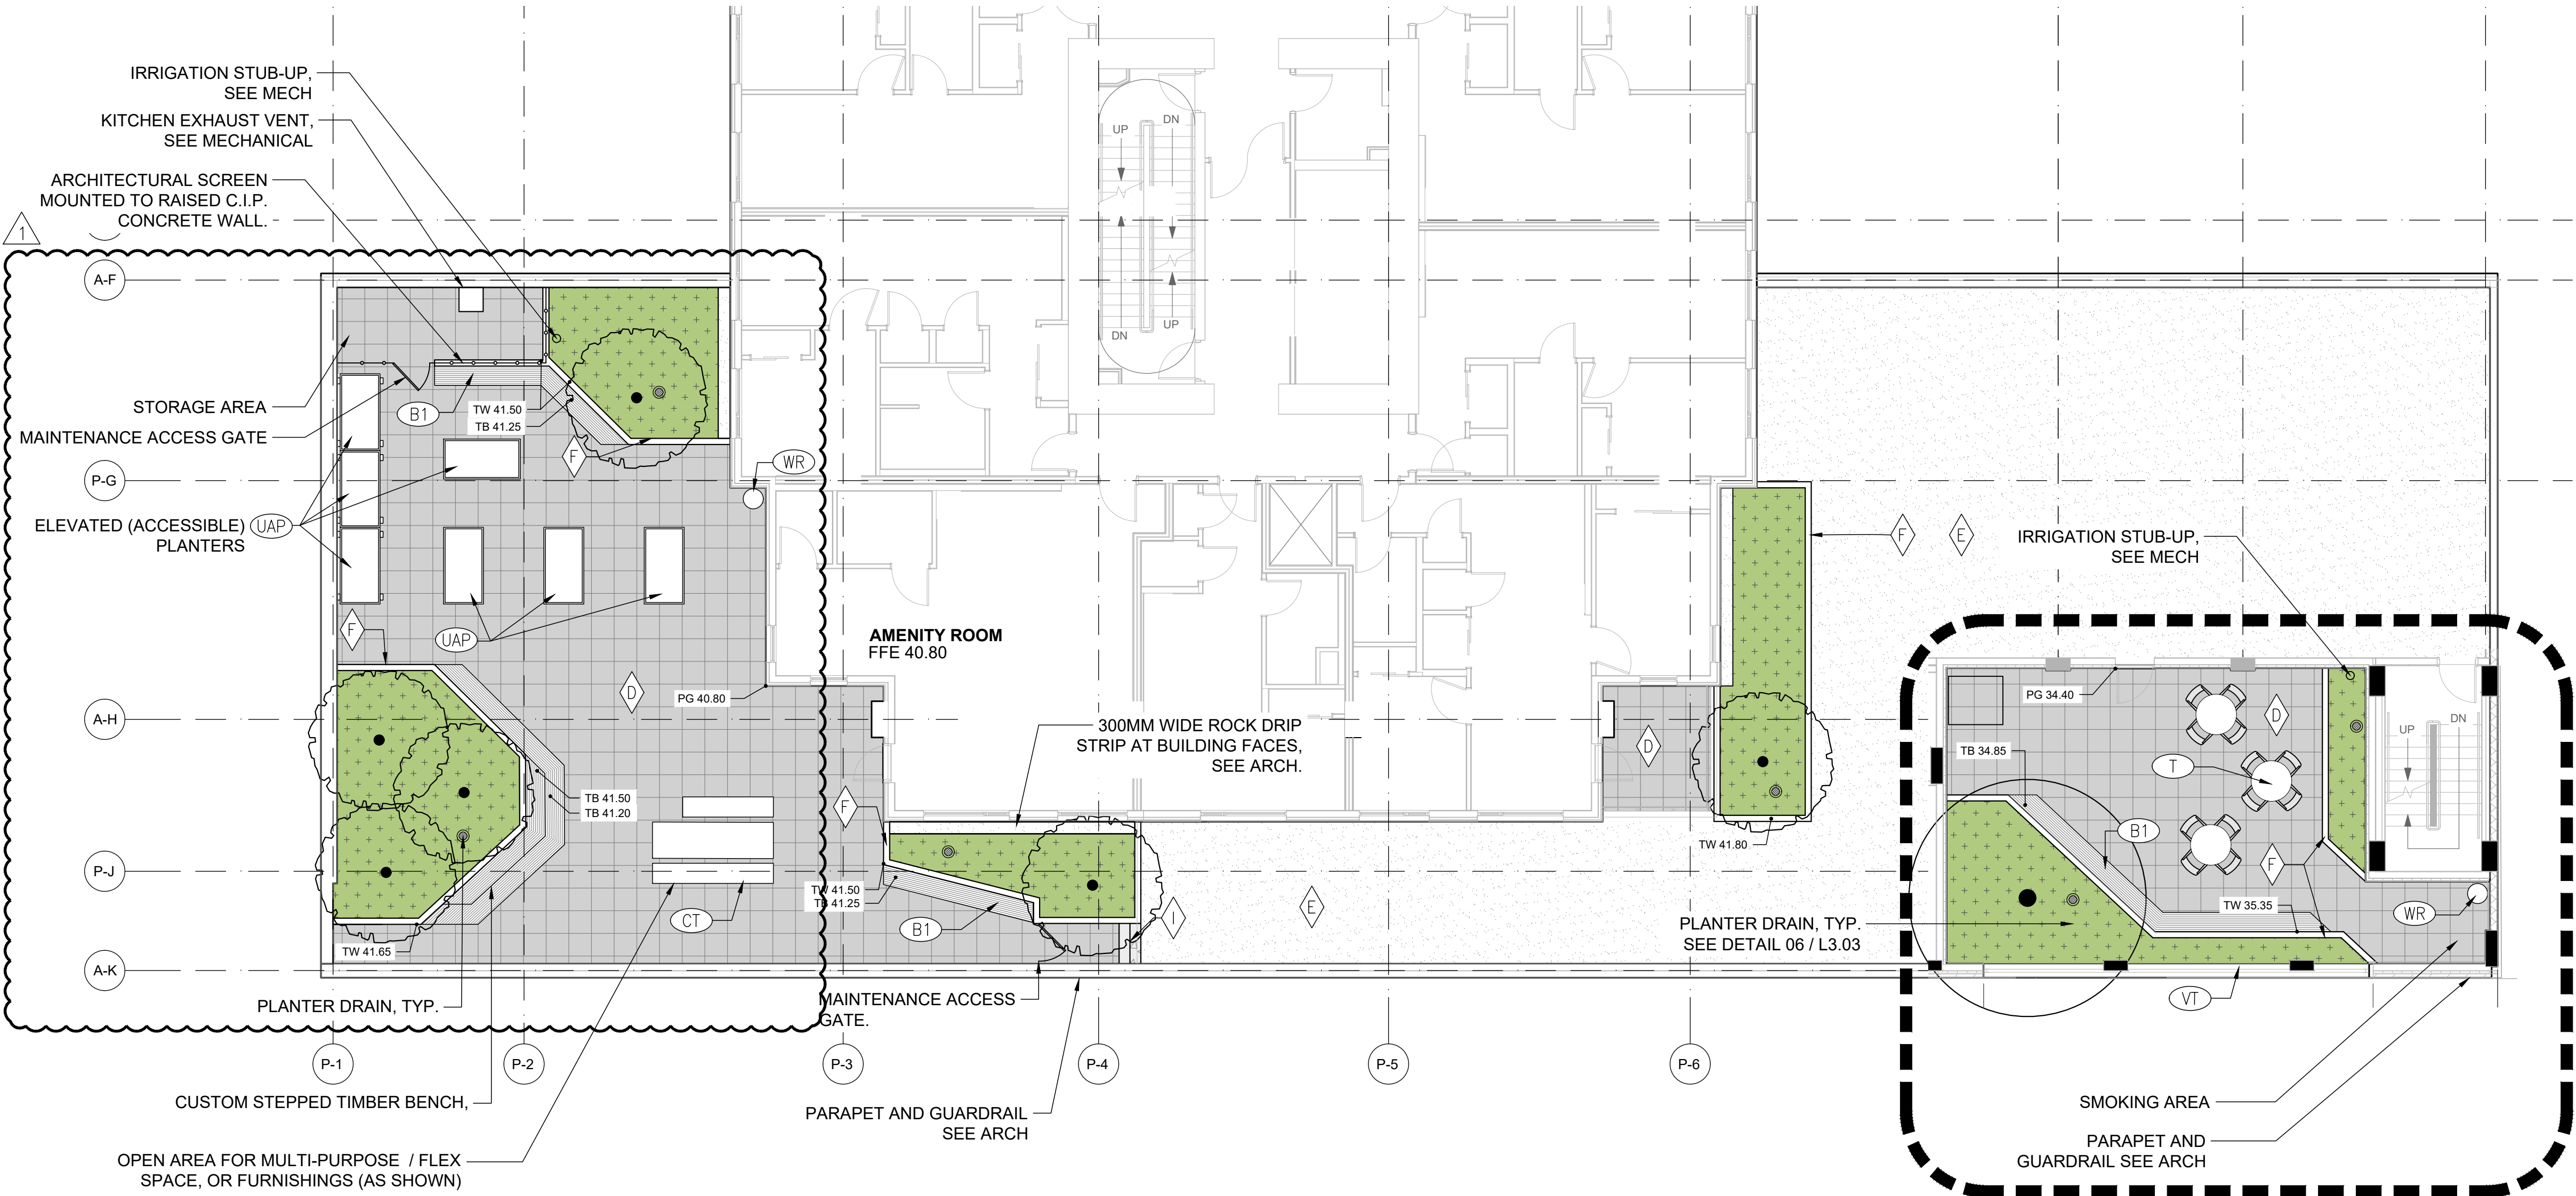 IRRIGATION STUB-UP,
SEE MECH
KITCHEN EXHAUST VENT,
SEE MECHANICAL
ARCHITECTURAL SCREEN
MOUNTED TO RAISED C.I.P.
CONCRETE WALL.
1
A-F
STORAGE AREA
MAINTENANCE ACCESS GATE
P-G
ELEVATED (ACCESSIBLE)
PLANTERS
UAP
B1
TW 41.50
TB 41.25
F
WR
F
UAP
D
PG 40.80
AMENITY ROOM
FFE 40.80
A-H
TB 41.50
TB 41.20
P-J
CT
TW 41.65
A-K
PLANTER DRAIN, TYP.
P-1
P-2
P-3
P-4
P-5
P-6
CUSTOM STEPPED TIMBER BENCH,
OPEN AREA FOR MULTI-PURPOSE / FLEX
SPACE, OR FURNISHINGS (AS SHOWN)
UP
DN
DN
UP
300MM WIDE ROCK DRIP
STRIP AT BUILDING FACES,
SEE ARCH.
F
TW 41.50
TB 41.25
B1
I
E
MAINTENANCE ACCESS
GATE.
PARAPET AND GUARDRAIL
SEE ARCH
D
TW 41.80
F
E
IRRIGATION STUB-UP,
SEE MECH
PG 34.40
TB 34.85
T
D
UP
DN
B1
F
TW 35.35
WR
PLANTER DRAIN, TYP.
SEE DETAIL 06 / L3.03
VT
SMOKING AREA
PARAPET AND
GUARDRAIL SEE ARCH